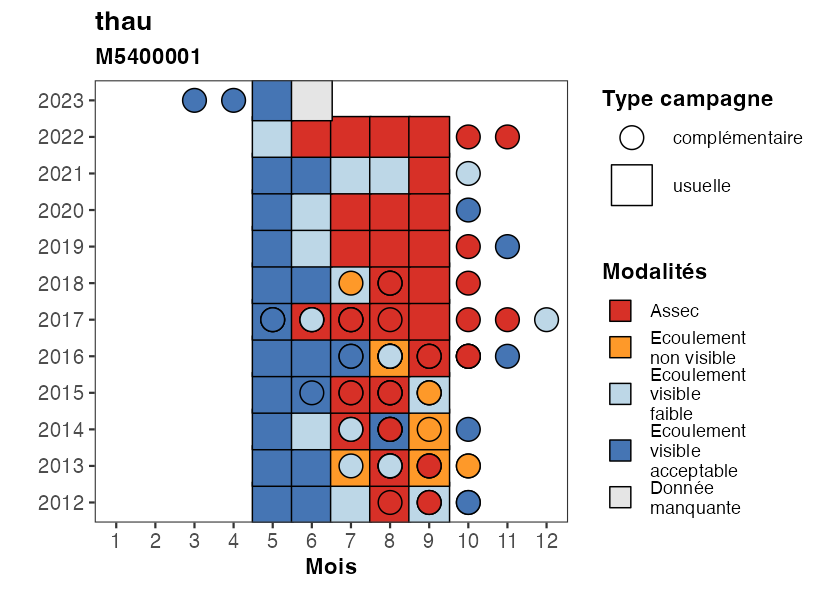 thau
M5400001
2023
2022
2021
2020
2019
2018
2017
2016
2015
2014
2013
2012
1 2 3 4 5 6 7 8 9 10 11 12
Mois
Type campagne
complémentaire
usuelle
Modalités
Assec
Ecoulement
non visible
Ecoulement
visible
faible
Ecoulement
visible
acceptable
Donnée
manquante